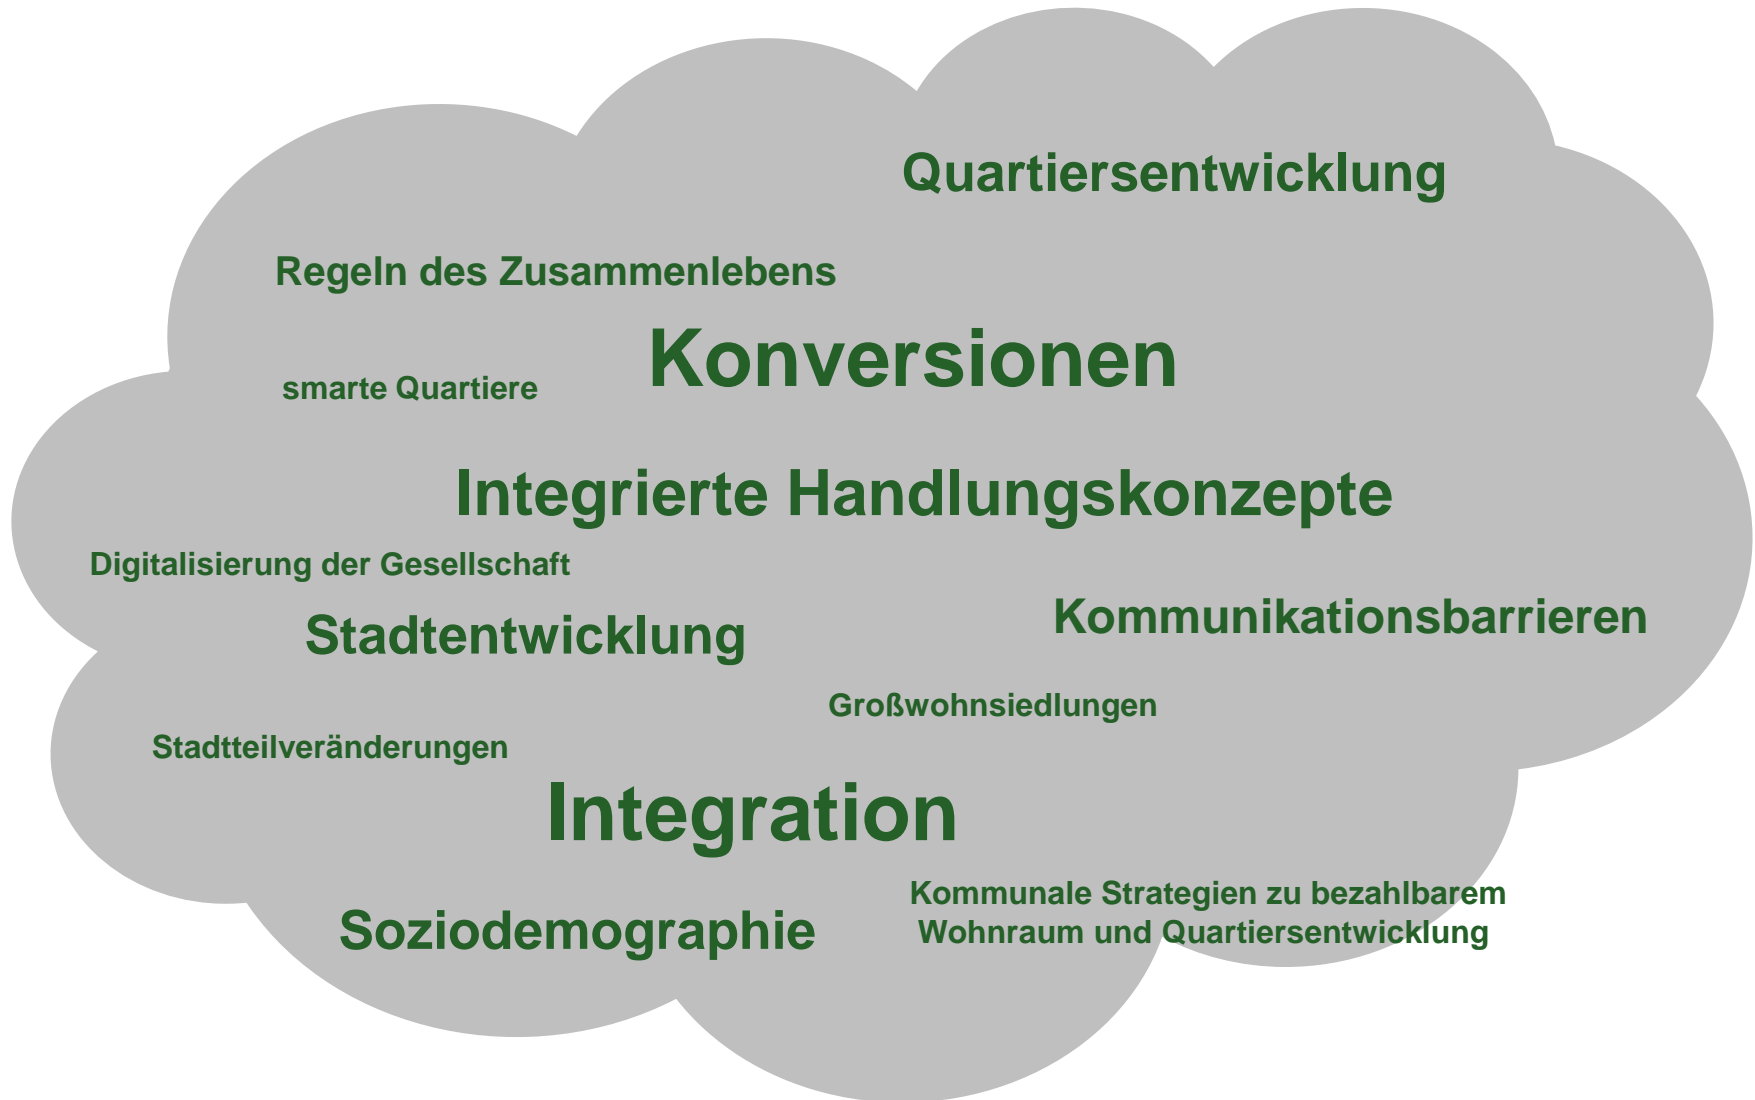 Quartiersentwicklung
Regeln des Zusammenlebens
Konversionen
smarte Quartiere
Integrierte Handlungskonzepte
Digitalisierung der Gesellschaft
Kommunikationsbarrieren
Stadtentwicklung
Großwohnsiedlungen
Stadtteilveränderungen
Integration
Kommunale Strategien zu bezahlbarem
Wohnraum und Quartiersentwicklung
Soziodemographie